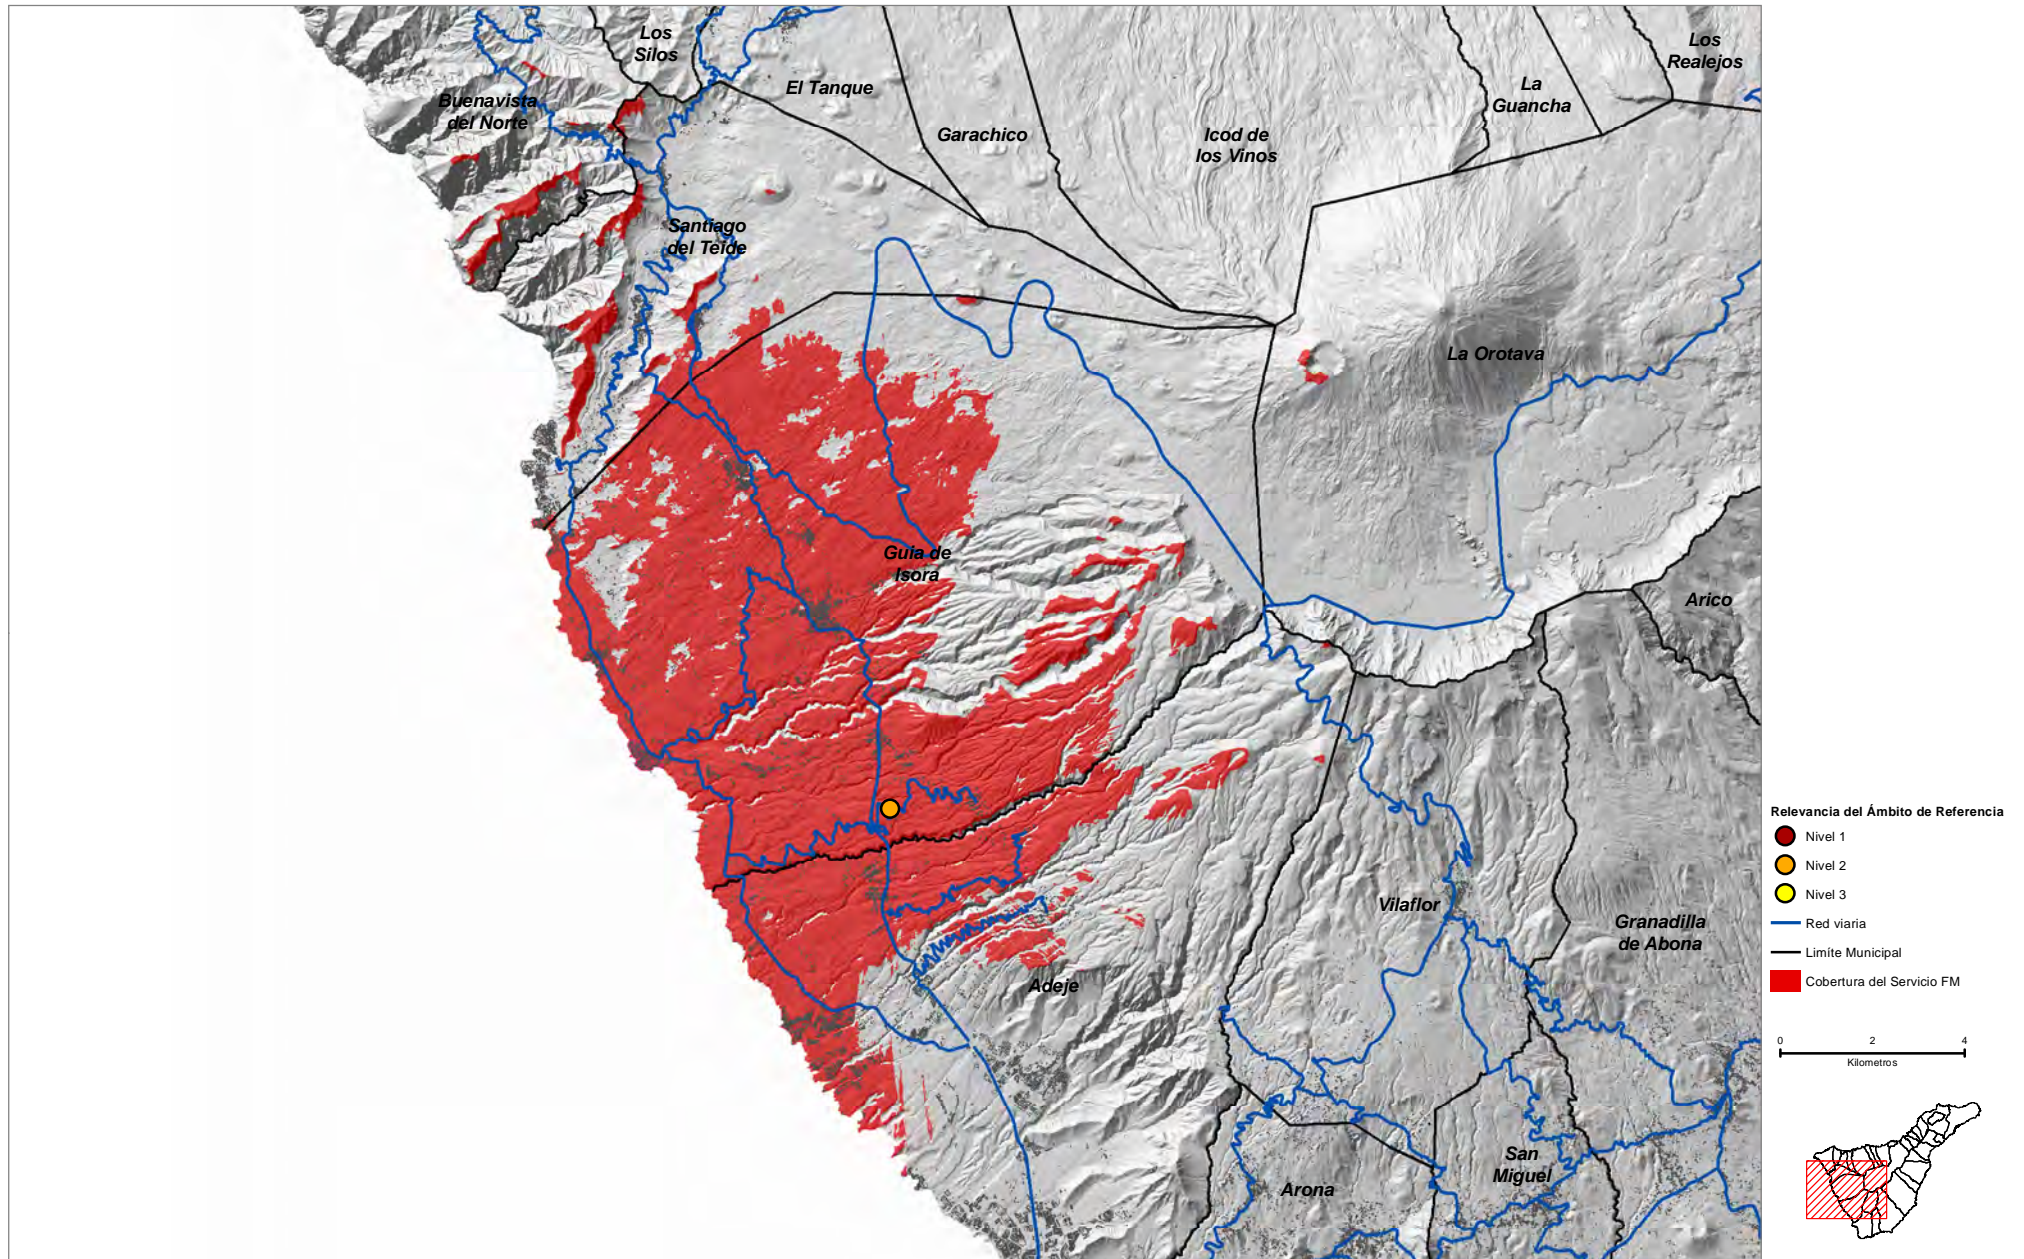 Los
Silos
Los
Realejos
El Tanque
La
Guancha
Buenavista
del Norte
Garachico
Icod de
los Vinos
Santiago
del Teide
La Orotava
Guia de
Isora
Arico
Vilaflor
Granadilla
de Abona
Adeje
San
Miguel
Arona
Relevancia del Ámbito de Referencia
Nivel 1
Nivel 2
Nivel 3
Red viaria
Limíte Municipal
Cobertura del Servicio FM
0 2 4
Kilometros